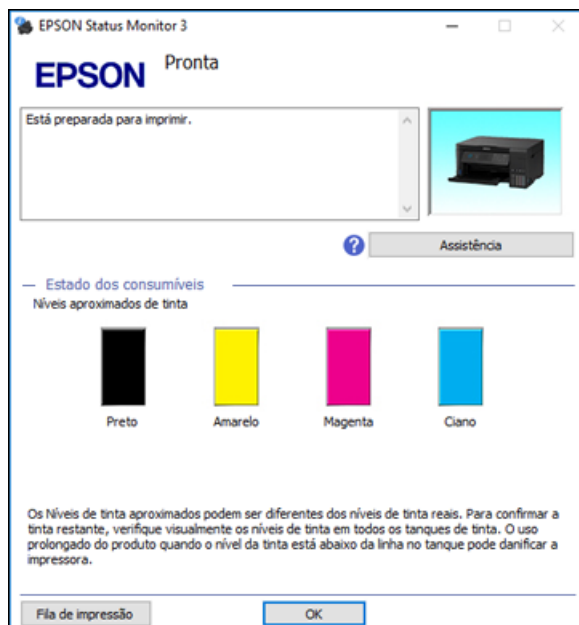 EPSON Status Monitor 3
EPSON
Pronta
Está preparada para imprimir.
Assistência
Estado dos consumíveis
Níveis aproximados de tinta
Preto
Amarelo
Magenta
Ciano
Os Níveis de tinta aproximados podem ser diferentes dos níveis de tinta reais. Para confirmar a
tinta restante, verifique visualmente os níveis de tinta em todos os tanques de tinta. O uso
prolongado do produto quando o nível da tinta está abaixo da linha no tanque pode danificar a
impressora.
Fila de impressão
OK